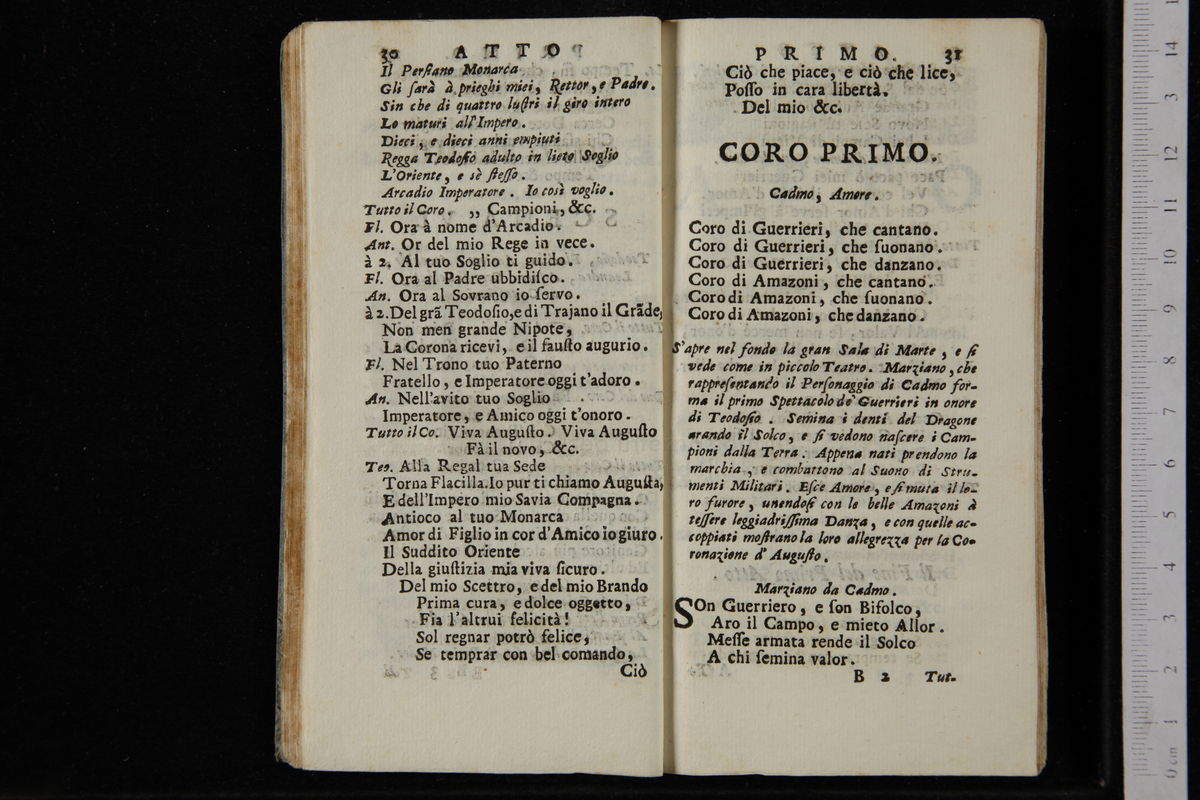 30 ATTO
Il Perſiano Monarca
Gli ſarà à prieghi miei, Rettor, e Padre.
Sin che di quattro luſtri il giro intero
Lo maturi all'Impero.
Dieci, e dieci anni empiuti
Regga Teodoſio adulto in lieto Soglio
L'Oriente, e sè ſteſſo.
Arcadio Imperatore. Io così voglio.
Tutto il Coro. „ Campioni, &c.
Fl. Ora à nome d'Arcadio.
Ant. Or del mio Rege in vece.
à 2. Al tuo Soglio ti guido.
Fl. Ora al Padre ubbidiſco.
An. Ora al Sovrano io ſervo.
à 2. Del grã Teodoſio, e di Trajano il Grãde,
Non men grande Nipote,
La Corona ricevi, e il fauſto augurio.
Fl. Nel Trono tuo Paterno
Fratello, e Imperatore oggi t'adoro.
An. Nell'avito tuo Soglio
Imperatore, e Amico oggi t'onoro.
Tutto il Co. Viva Auguſto. Viva Auguſto
Fà il novo, &c.
Teo. Alla Regal tua Sede
Torna Flacilla. Io pur ti chiamo Auguſta,
E dell'Impero mio Savia Compagna.
Antioco al tuo Monarca
Amor di Figlio in cor d'Amico io giuro.
Il Suddito Oriente
Della giuſtizia mia viva ſicuro.
Del mio Scettro, e del mio Brando
Prima cura, e dolce oggetto,
Fia l'altrui felicità!
Sol regnar potrò felice,
Se temprar con bel comando,
Ciò
PRIMO. 31
Ciò che piace, e ciò che lice,
Poſſo in cara libertà.
Del mio &c.
CORO PRIMO.
Cadmo, Amore.
Coro di Guerrieri, che cantano.
Coro di Guerrieri, che ſuonano.
Coro di Guerrieri, che danzano.
Coro di Amazoni, che cantano.
Coro di Amazoni, che ſuonano.
Coro di Amazoni, che danzano.
S'apre nel fondo la gran Sala di Marte, e ſi
vede come in piccolo Teatro. Marziano, che
rappreſentando il Perſonaggio di Cadmo for-
ma il primo Spettacolo de' Guerrieri in onore
di Teodoſio. Semina i denti del Dragone
arando il Solco, e ſi vedono naſcere i Cam-
pioni dalla Terra. Appena nati prendono la
marchia, e combattono al Suono di Stru-
menti Militari. Eſce Amore, e ſi muta il lo-
ro furore, unendoſi con le belle Amazoni à
teſſere leggiadriſſima Danza, e con quelle ac-
coppiati moſtrano la loro allegrezza per la Co-
ronazione d' Auguſto.
Marziano da Cadmo.
SOn Guerriero, e ſon Bifolco,
Aro il Campo, e mieto Allor.
Meſſe armata rende il Solco
A chi ſemina valor.
B 2 Tut-
0 cm 1 2 3 4 5 6 7 8 9 10 11 12 3 14